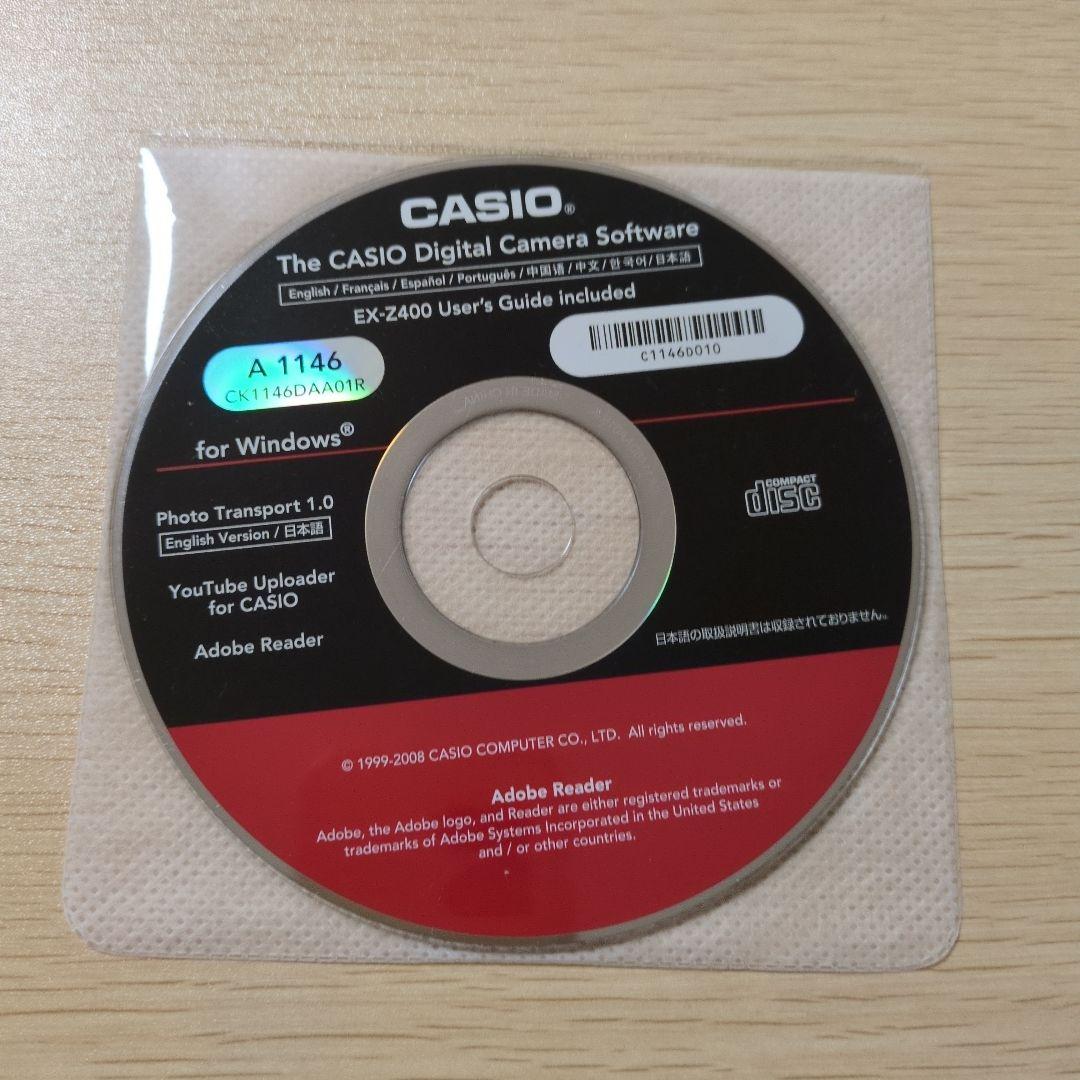 CASIO®
The CASIO Digital Camera Software
English / Français / Español / Português / 中国语 / 中文 / 한국어 / 日本語
EX-Z400 User's Guide included
C1146D010
A 1146
CK1146DAA01R
for Windows®
Photo Transport 1.0
English Version / 日本語
COMPACT
disc
YouTube Uploader
for CASIO
Adobe Reader
日本語の取扱説明書は収録されておりません。
© 1999-2008 CASIO COMPUTER CO., LTD. All rights reserved.
Adobe Reader
Adobe, the Adobe logo, and Reader are either registered trademarks or
trademarks of Adobe Systems Incorporated in the United States
and / or other countries.